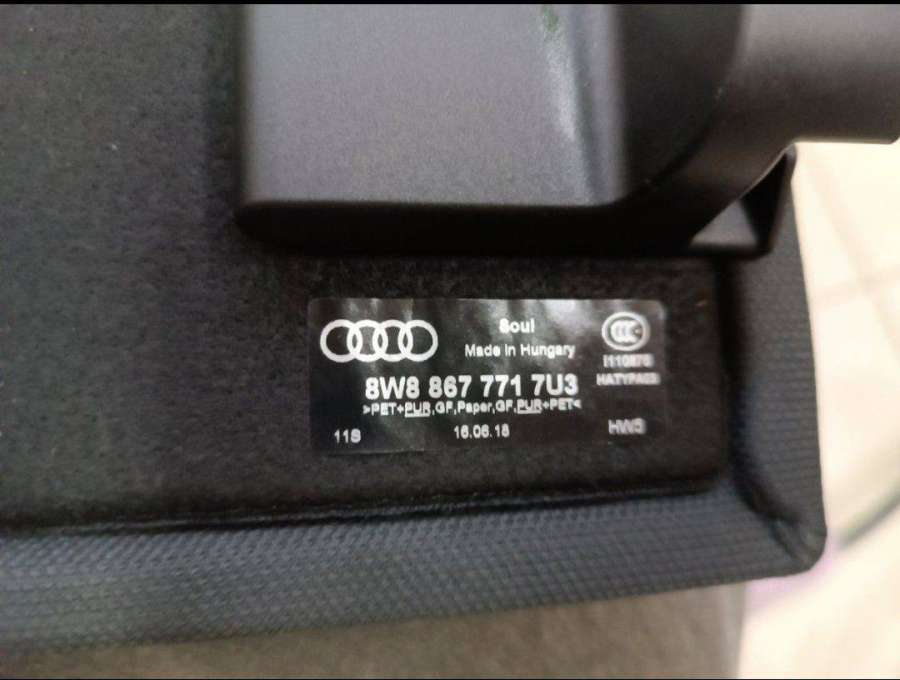 Soul
Made in Hungary
CCC
8W8 867 771 7U3
>PET+PUR,GF,Paper,GF,PUR+PET<
11S
16.06.18